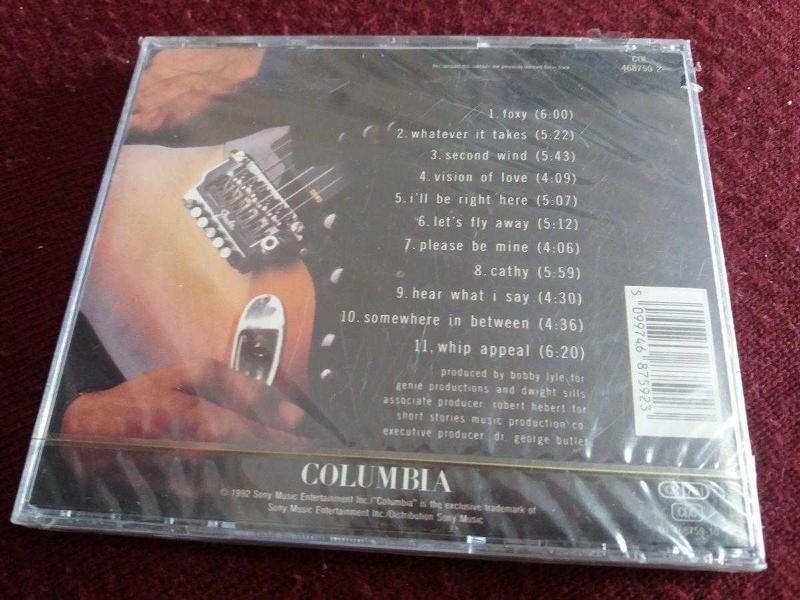 COL
468759 2
1. foxy (6:00)
2. whatever it takes (5:22)
3. second wind (5:43)
4. vision of love (4:09)
5. i'll be right here (5:07)
6. let's fly away (5:12)
7. please be mine (4:06)
8. cathy (5:59)
9. hear what i say (4:30)
10. somewhere in between (4:36)
11. whip appeal (6:20)
produced by bobby lyle for
genie productions and dwight sills
associate producer: robert hebert for
short stories music production co.
executive producer: dr. george butler
5 099746 875923
COLUMBIA
© 1992 Sony Music Entertainment Inc./"Columbia" is the exclusive trademark of
Sony Music Entertainment Inc./Distribution Sony Music